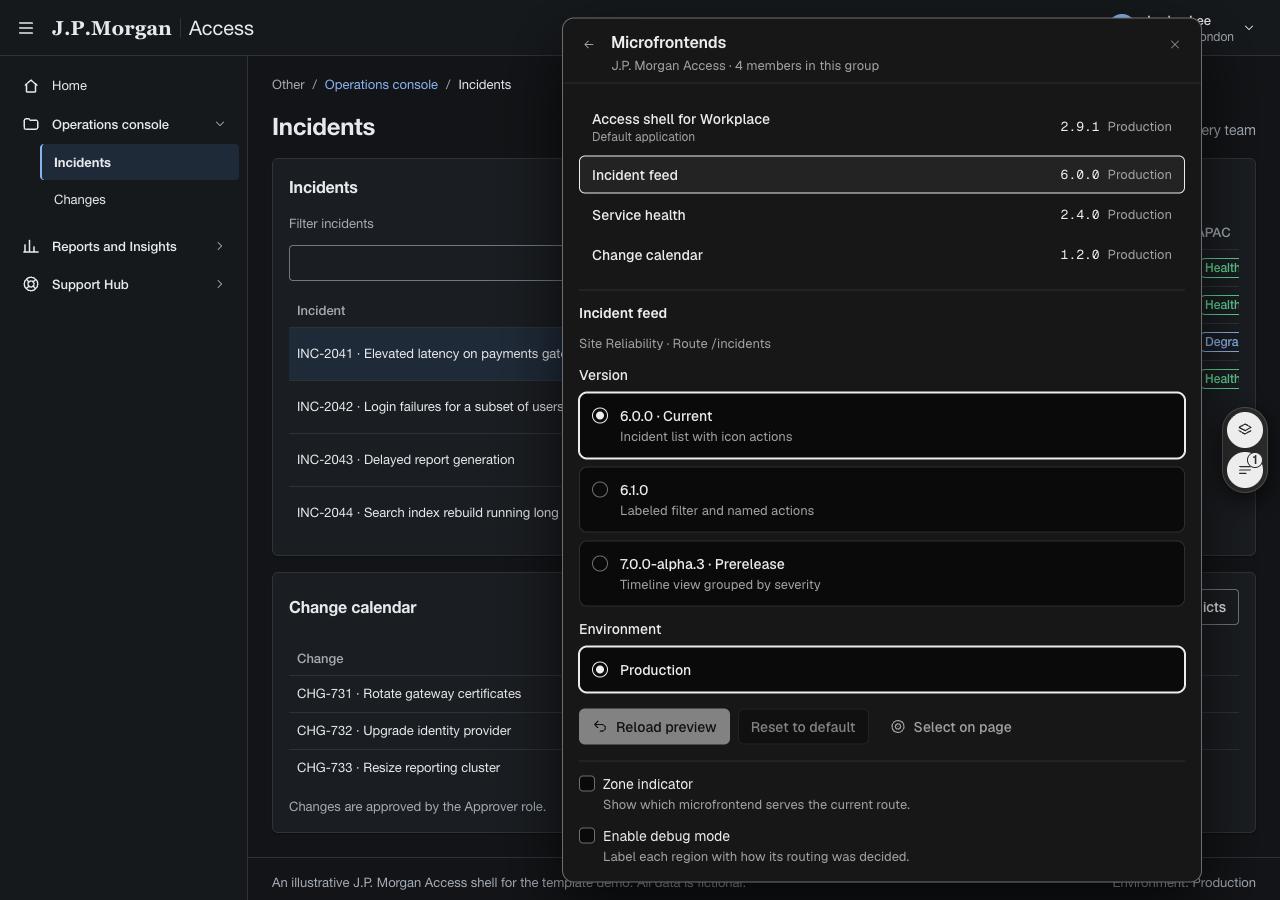 J.P.Morgan Access
Home
Operations console
Incidents
Changes
Reports and Insights
Support Hub
Other / Operations console / Incidents
Incidents
Incidents
Filter incidents
Incident
INC-2041 · Elevated latency on payments
INC-2042 · Login failures for a subset of users
INC-2043 · Delayed report generation
INC-2044 · Search index rebuild running long
Change calendar
Change
CHG-731 · Rotate gateway certificates
CHG-732 · Upgrade identity provider
CHG-733 · Resize reporting cluster
Changes are approved by the Approver role.
An illustrative J.P. Morgan Access shell for the template demo. All data is fictional.
Environment: Production
Microfrontends
J.P. Morgan Access · 4 members in this group
Access shell for Workplace
Default application
2.9.1 Production
Incident feed
6.0.0 Production
Service health
2.4.0 Production
Change calendar
1.2.0 Production
Incident feed
Site Reliability · Route /incidents
Version
6.0.0 · Current
Incident list with icon actions
6.1.0
Labeled filter and named actions
7.0.0-alpha.3 · Prerelease
Timeline view grouped by severity
Environment
Production
Reload preview
Reset to default
Select on page
Zone indicator
Show which microfrontend serves the current route.
Enable debug mode
Label each region with how its routing was decided.
team
1